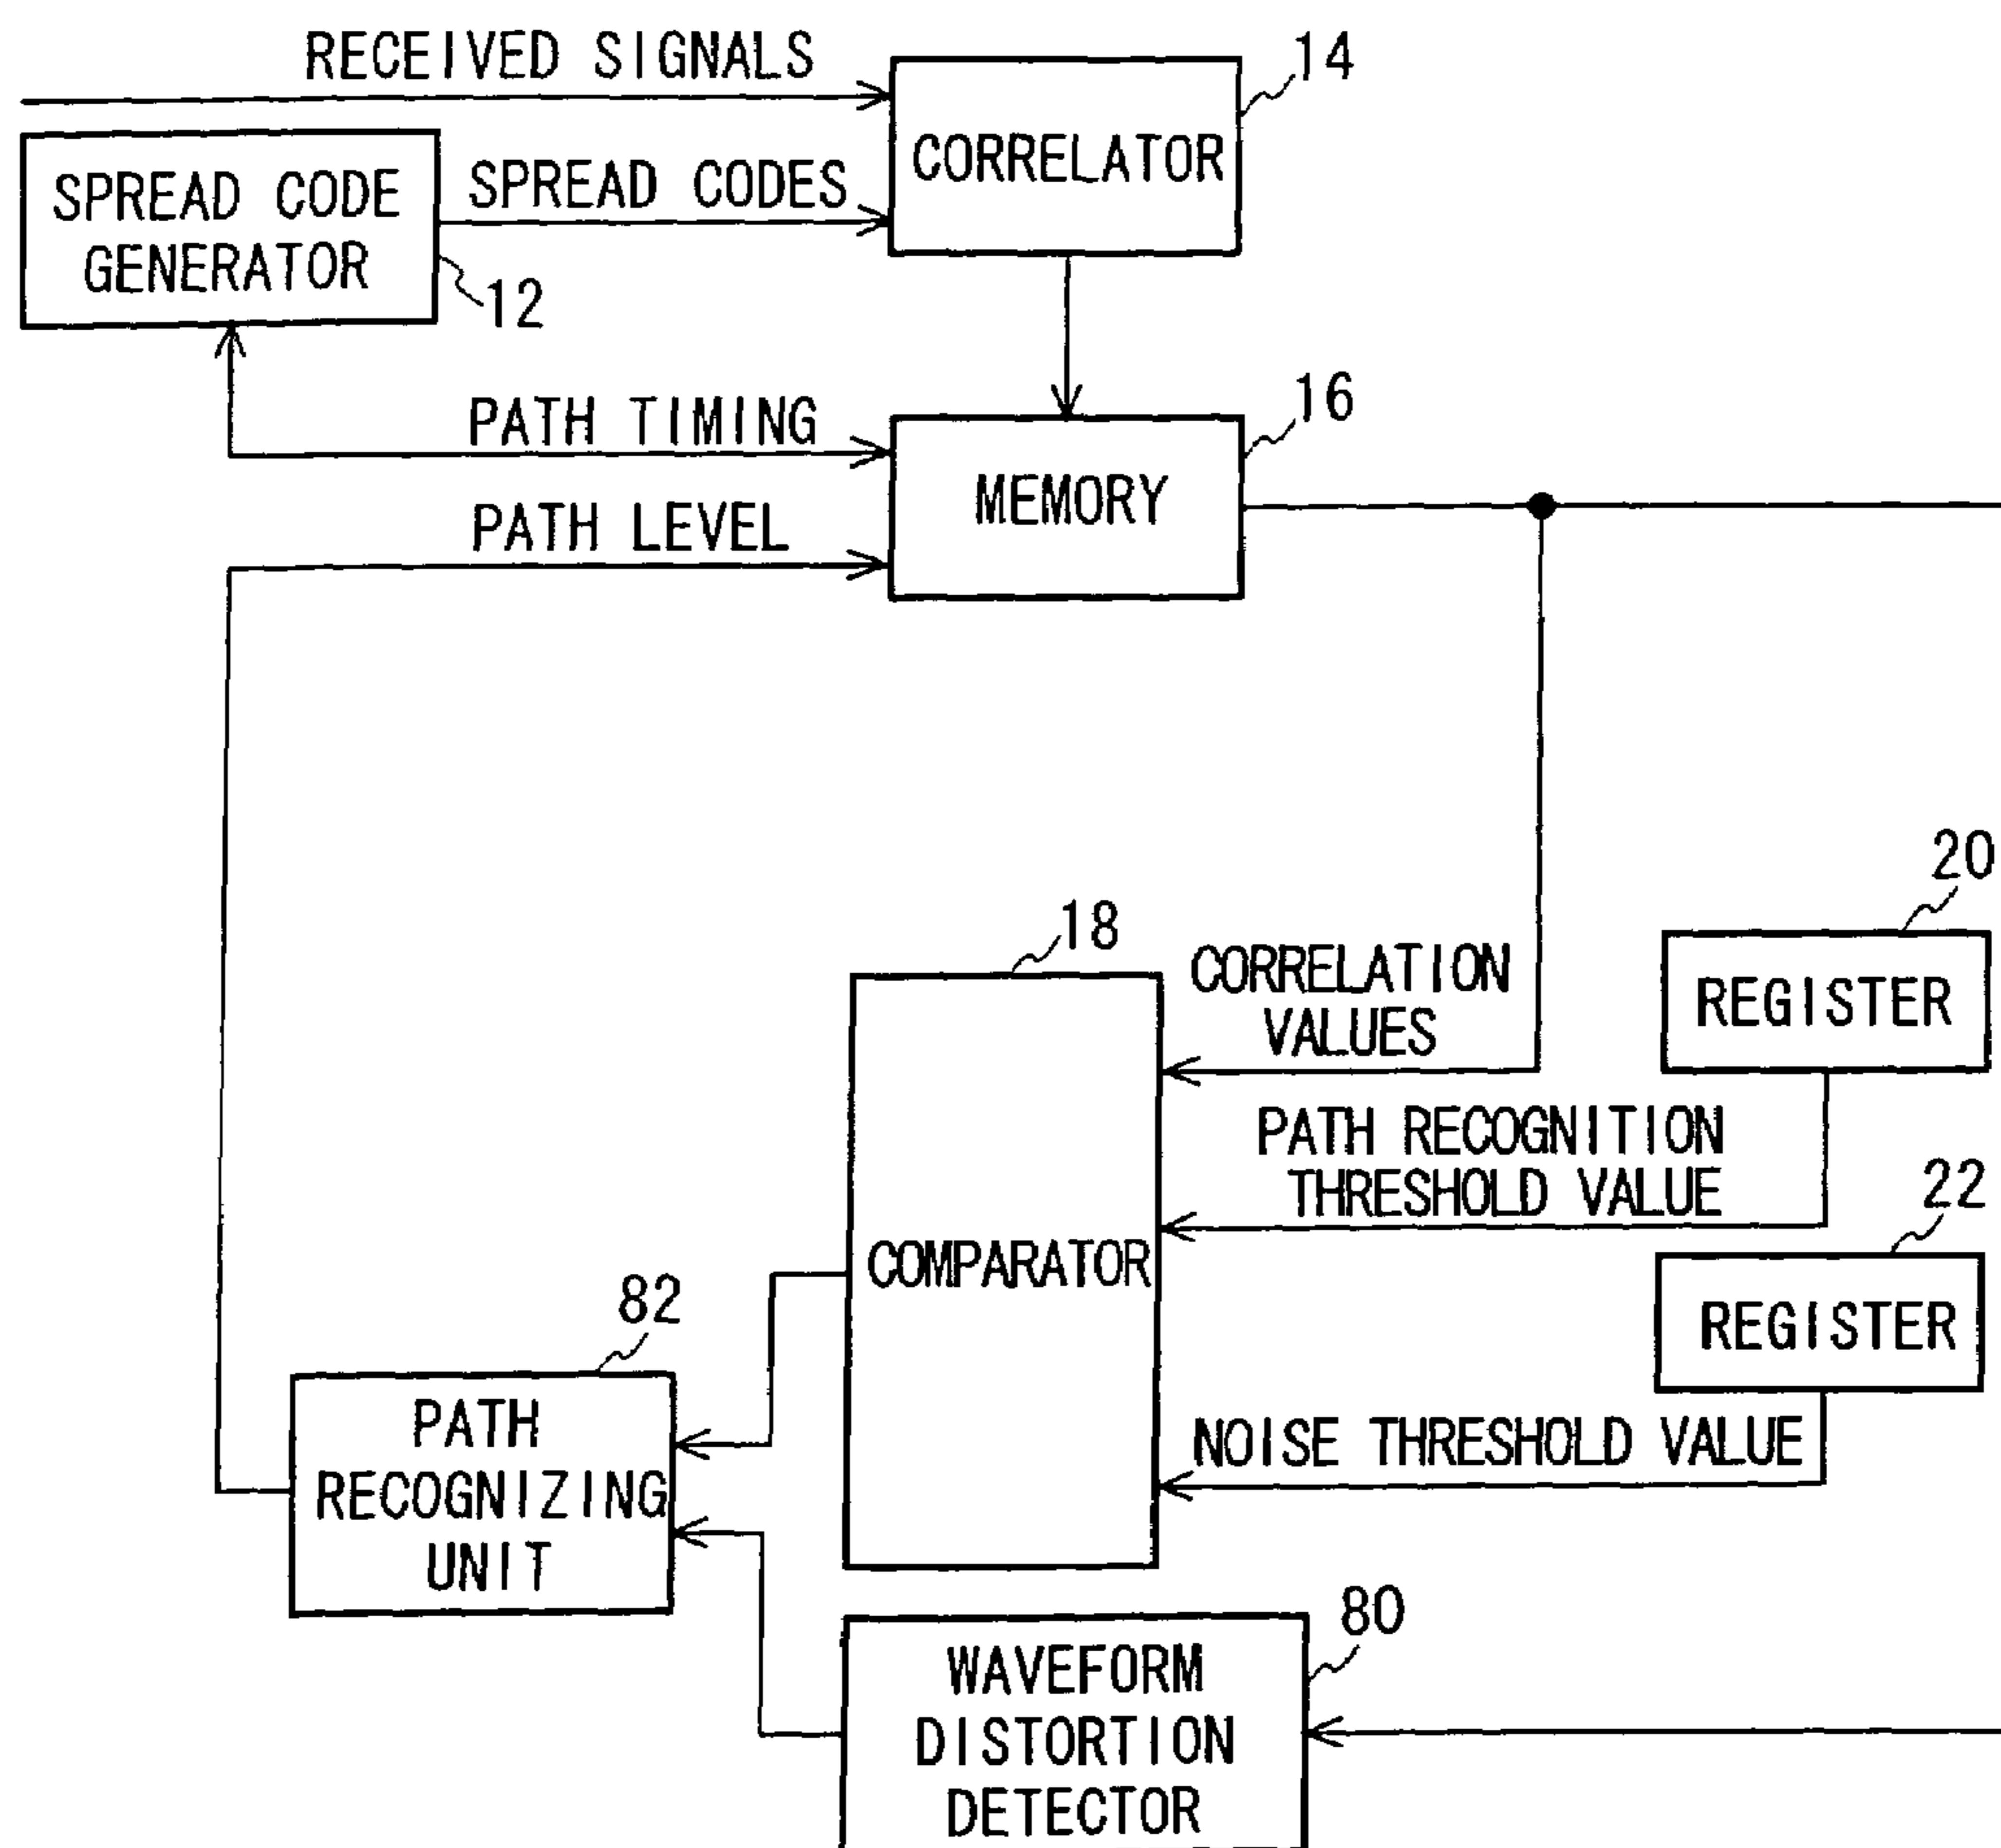 RECEIVED SIGNALS
14
CORRELATOR
SPREAD CODE
GENERATOR
SPREAD CODES
12
PATH TIMING
16
MEMORY
PATH LEVEL
20
REGISTER
18
CORRELATION
VALUES
PATH RECOGNITION
THRESHOLD VALUE
22
REGISTER
COMPARATOR
82
PATH
RECOGNIZING
UNIT
NOISE THRESHOLD VALUE
80
WAVEFORM
DISTORTION
DETECTOR